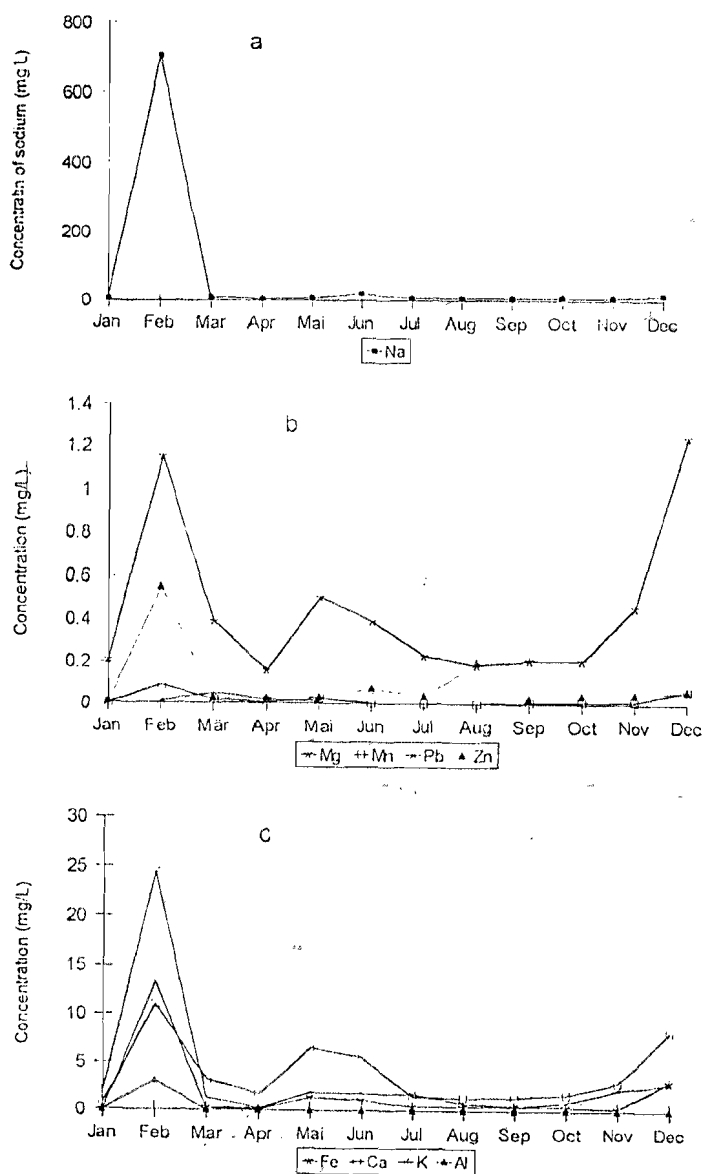 a
Concentratin of sodium (mg L)
800
600
400
200
0
Jan Feb Mar Apr Mai Jun Jul Aug Sep Oct Nov Dec
Na
b
Concentration (mg/L)
1.4
1.2
1
0.8
0.6
0.4
0.2
0
Jan Feb Mär Apr Mai Jun Jul Aug Sep Oct Nov Dec
Mg Mn Pb Zn
c
Concentration (mg/L)
30
25
20
15
10
5
0
Jan Feb Mar Apr Mai Jun Jul Aug Sep Oct Nov Dec
Fe Ca K Al